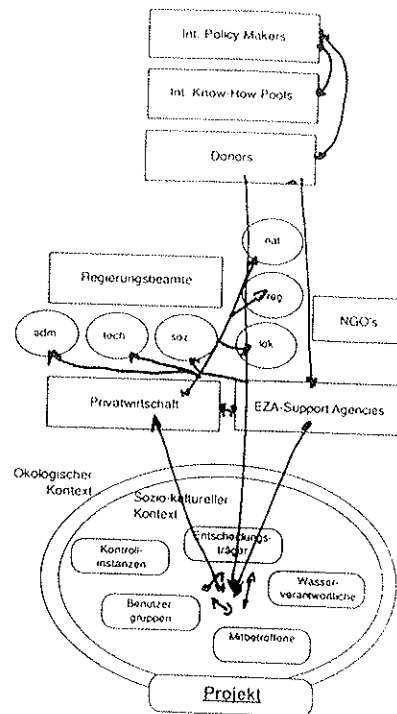 Int. Policy Makers
Int. Know-How Pools
Donors
nat
Regierungsbeamte
reg
NGO's
adm
tech
soz
lok
Privatwirtschaft
EZA-Support Agencies
Ökologischer
Kontext
Sozio-kultureller
Kontext
Entscheidungs-
träger
Kontroll-
instanzen
Wasser-
verantwortliche
Benutzer
gruppen
Mitbetroffene
Projekt